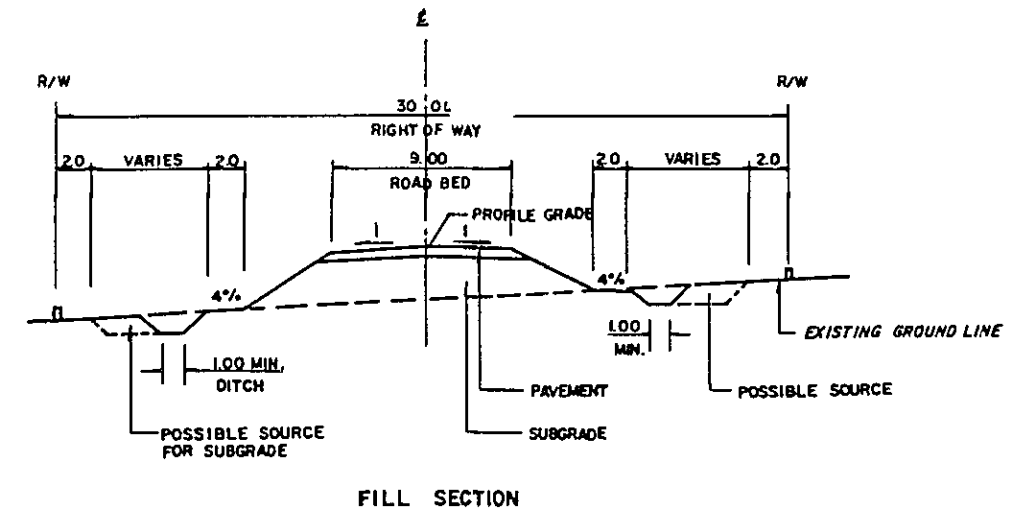 ℄
R/W
R/W
30 0L
RIGHT OF WAY
2.0 VARIES 2.0
9.00
2.0 VARIES 2.0
ROAD BED
PROFILE GRADE
4%
4%
1.00
MIN.
EXISTING GROUND LINE
1.00 MIN.
DITCH
PAVEMENT
POSSIBLE SOURCE
POSSIBLE SOURCE
FOR SUBGRADE
SUBGRADE
FILL SECTION